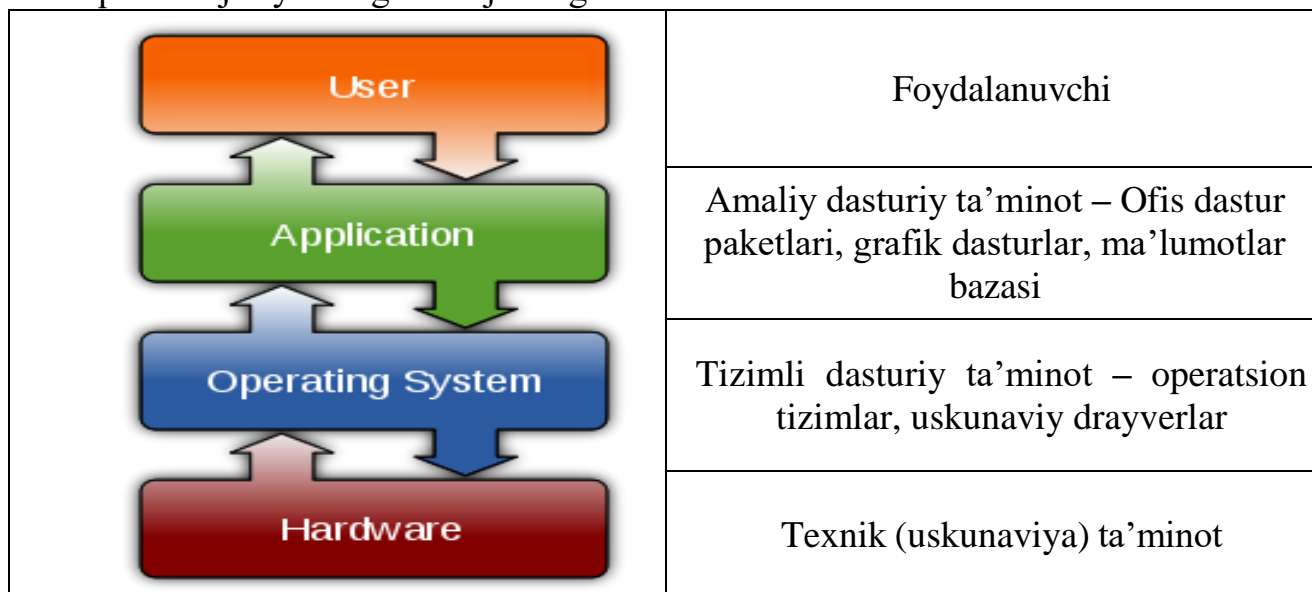 User
Foydalanuvchi
Application
Amaliy dasturiy ta’minot – Ofis dastur
paketlari, grafik dasturlar, ma’lumotlar
bazasi
Operating System
Tizimli dasturiy ta’minot – operatsion
tizimlar, uskunaviy drayverlar
Hardware
Texnik (uskunaviya) ta’minot